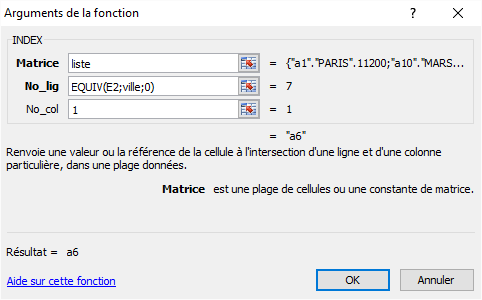 Arguments de la fonction ? ×
INDEX
Matrice liste = {"a1"."PARIS".11200;"a10"."MARS...
No_lig EQUIV(E2;ville;0) = 7
No_col 1 = 1
= "a6"
Renvoie une valeur ou la référence de la cellule à l'intersection d'une ligne et d'une colonne
particulière, dans une plage données.
Matrice est une plage de cellules ou une constante de matrice.
Résultat = a6
Aide sur cette fonction OK Annuler